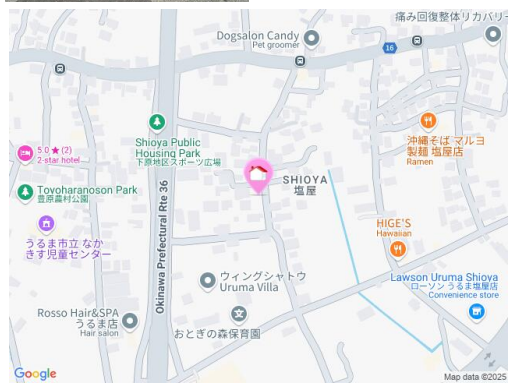 痛み回復整体リカバリー
Dogsalon Candy
Pet groomer
16
Shioya Public
Housing Park
下原地区スポーツ広場
沖縄そば マルヨ
製麺 塩屋店
Ramen
5.0 ★ (2)
2-star hotel
SHIOYA
塩屋
Toyoharanoson Park
豊原農村公園
うるま市立 なか
きす児童センター
HIGE'S
Hawaiian
Okinawa Prefectural Rte 36
ウィングシャトウ
Uruma Villa
Lawson Uruma Shioya
ローソン うるま塩屋店
Convenience store
Rosso Hair&SPA
うるま店
Hair salon
おとぎの森保育園
Google
Map data ©2025